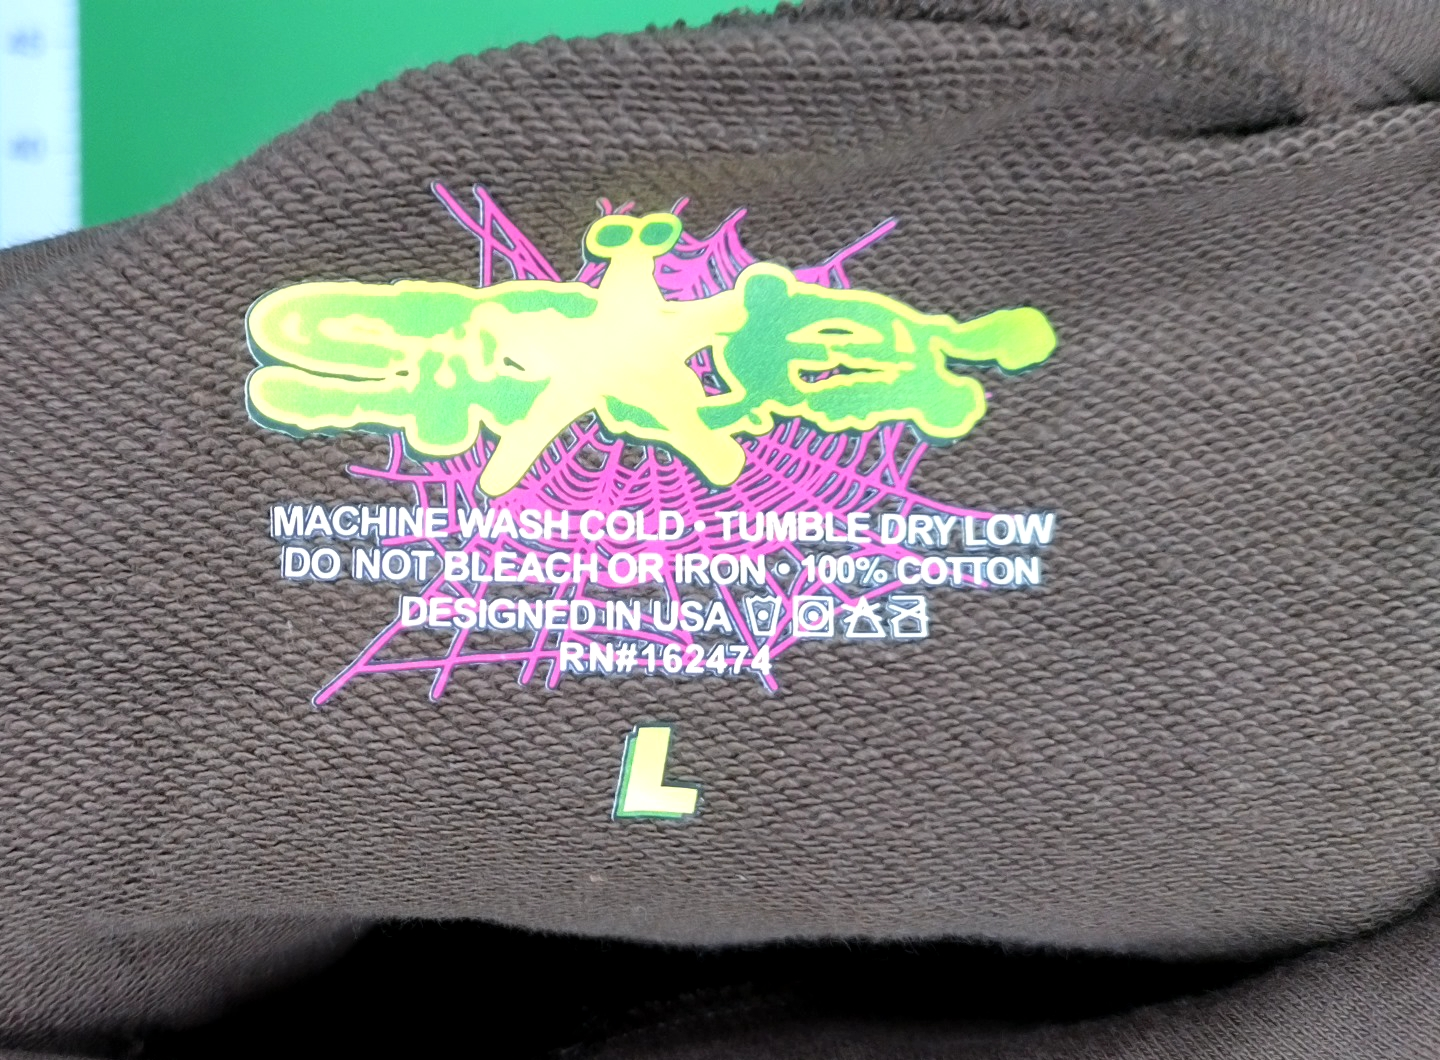 MACHINE WASH COLD • TUMBLE DRY LOW
DO NOT BLEACH OR IRON • 100% COTTON
DESIGNED IN USA
RN#162474
L